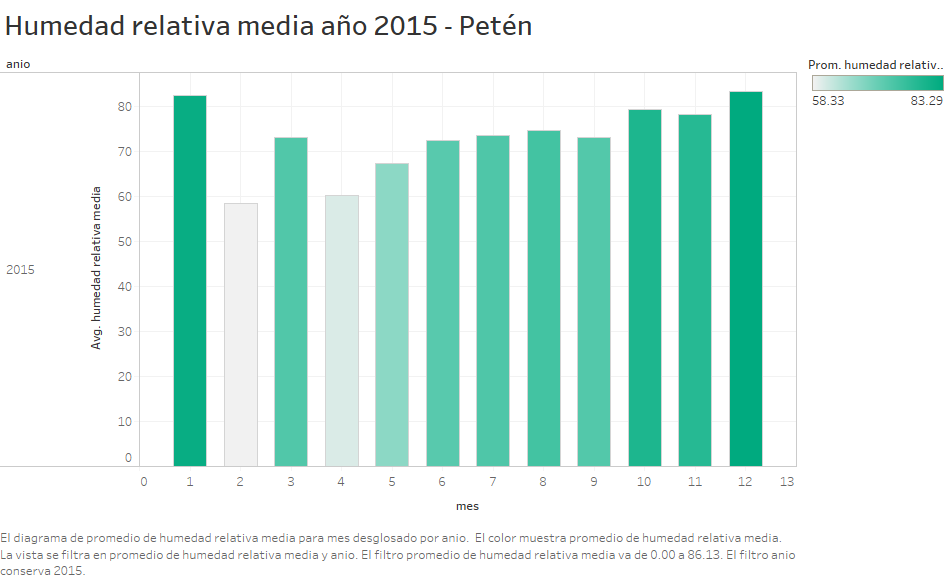 Humedad relativa media año 2015 - Petén
anio
Prom. humedad relativ..
58.33 83.29
2015
Avg. humedad relativa media
80
70
60
50
40
30
20
10
0
0 1 2 3 4 5 6 7 8 9 10 11 12 13
mes
El diagrama de promedio de humedad relativa media para mes desglosado por anio. El color muestra promedio de humedad relativa media.
La vista se filtra en promedio de humedad relativa media y anio. El filtro promedio de humedad relativa media va de 0.00 a 86.13. El filtro anio
conserva 2015.